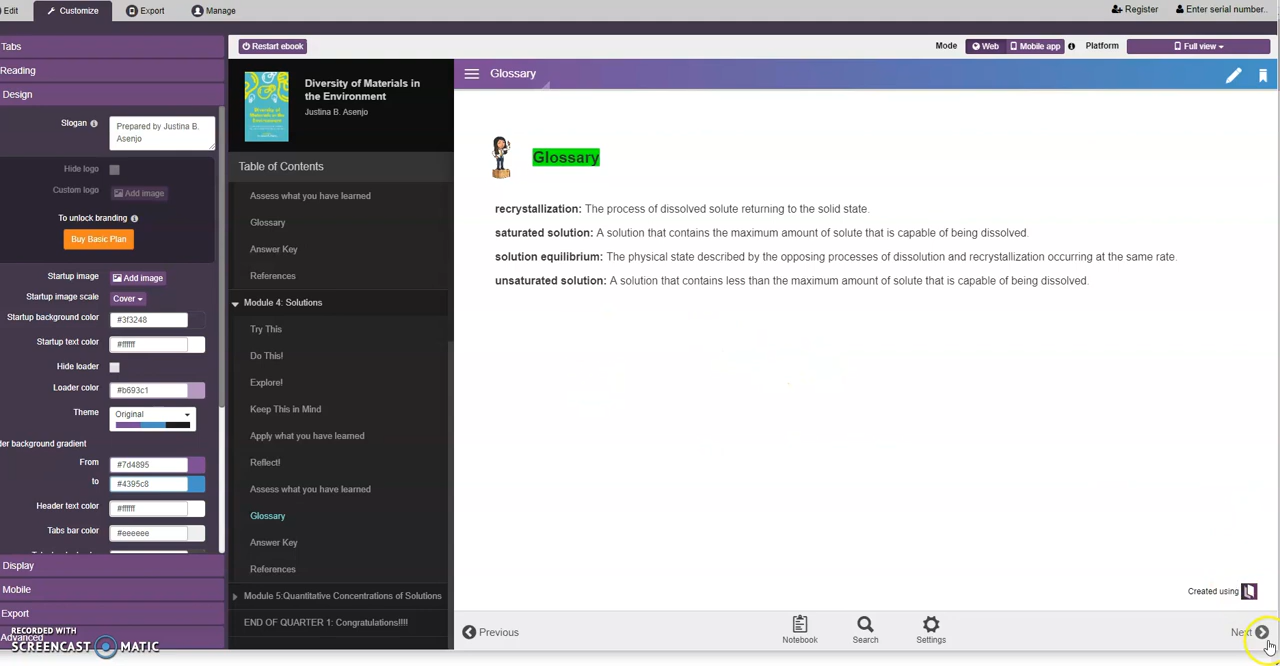 Edit
Customize
Export
Manage
Register
Enter serial number..
Tabs
Reading
Design
Slogan
Prepared by Justina B.
Asenjo
Hide logo
Custom logo
Add image
To unlock branding
Buy Basic Plan
Startup image
Add image
Startup image scale
Cover
Startup background color
#3f3248
Startup text color
#ffffff
Hide loader
Loader color
#b693c1
Theme
Original
der background gradient
From
#7d4895
to
#4395c8
Header text color
#ffffff
Tabs bar color
#eeeeee
Display
Mobile
Export
Advanced
RECORDED WITH
SCREENCAST MATIC
Restart ebook
Mode
Web
Mobile app
Platform
Full view
Diversity of Materials in
the Environment
Justina B. Asenjo
Table of Contents
Assess what you have learned
Glossary
Answer Key
References
Module 4: Solutions
Try This
Do This!
Explore!
Keep This in Mind
Apply what you have learned
Reflect!
Assess what you have learned
Glossary
Answer Key
References
Module 5:Quantitative Concentrations of Solutions
END OF QUARTER 1: Congratulations!!!!
Glossary
Glossary
recrystallization: The process of dissolved solute returning to the solid state.
saturated solution: A solution that contains the maximum amount of solute that is capable of being dissolved.
solution equilibrium: The physical state described by the opposing processes of dissolution and recrystallization occurring at the same rate.
unsaturated solution: A solution that contains less than the maximum amount of solute that is capable of being dissolved.
Created using
Previous
Notebook
Search
Settings
Next